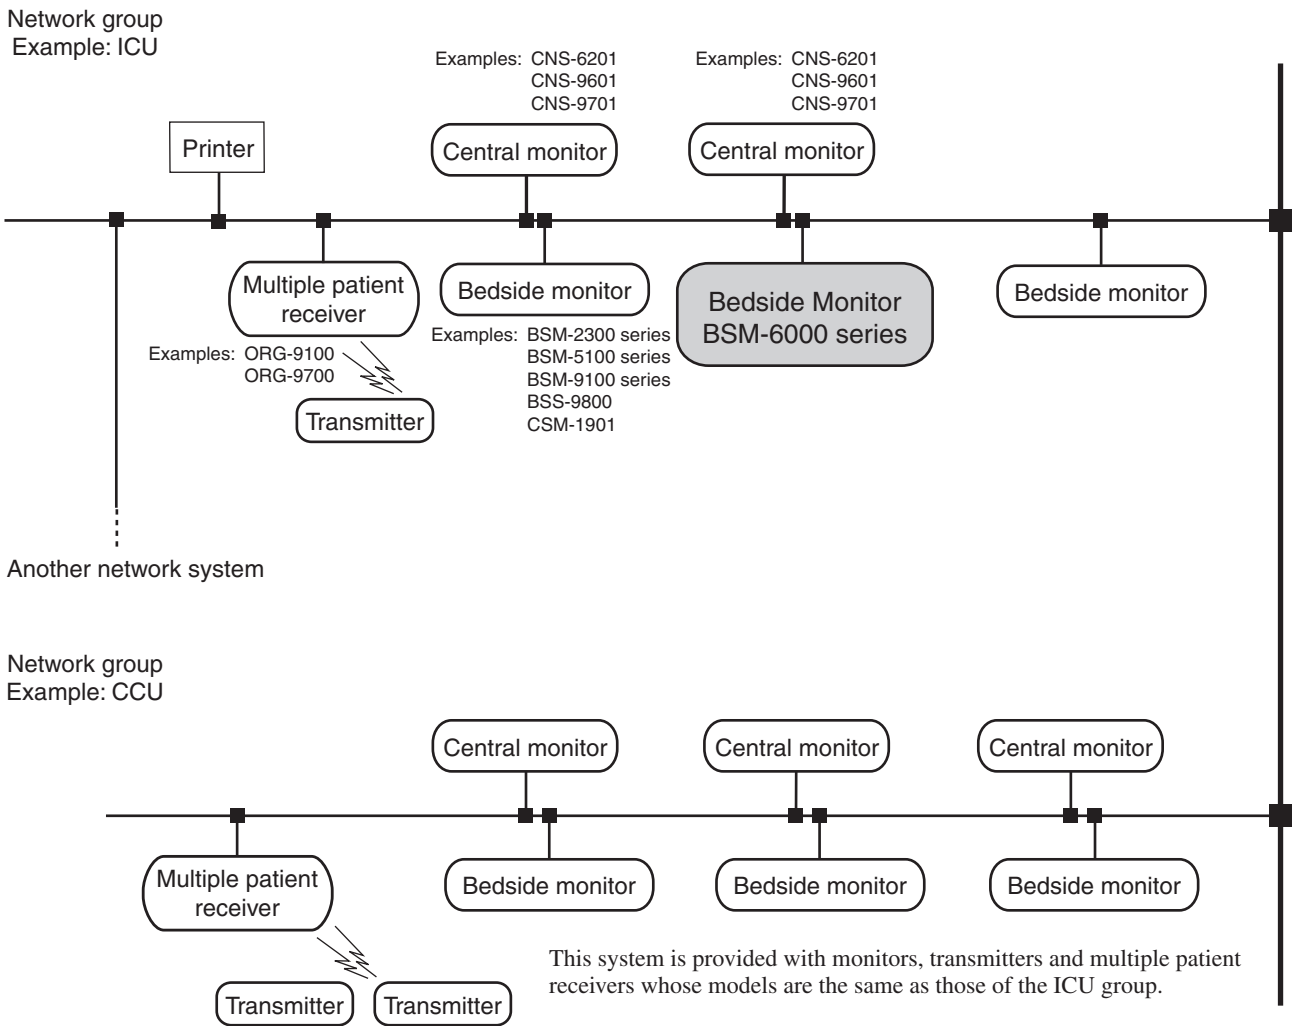 Network group
Example: ICU
Examples: CNS-6201
CNS-9601
CNS-9701
Examples: CNS-6201
CNS-9601
CNS-9701
Printer
Central monitor
Central monitor
Multiple patient
receiver
Bedside monitor
Bedside Monitor
BSM-6000 series
Bedside monitor
Examples: ORG-9100
ORG-9700
Examples: BSM-2300 series
BSM-5100 series
BSM-9100 series
BSS-9800
CSM-1901
Transmitter
Another network system
Network group
Example: CCU
Central monitor
Central monitor
Central monitor
Multiple patient
receiver
Bedside monitor
Bedside monitor
Bedside monitor
Transmitter
Transmitter
This system is provided with monitors, transmitters and multiple patient
receivers whose models are the same as those of the ICU group.